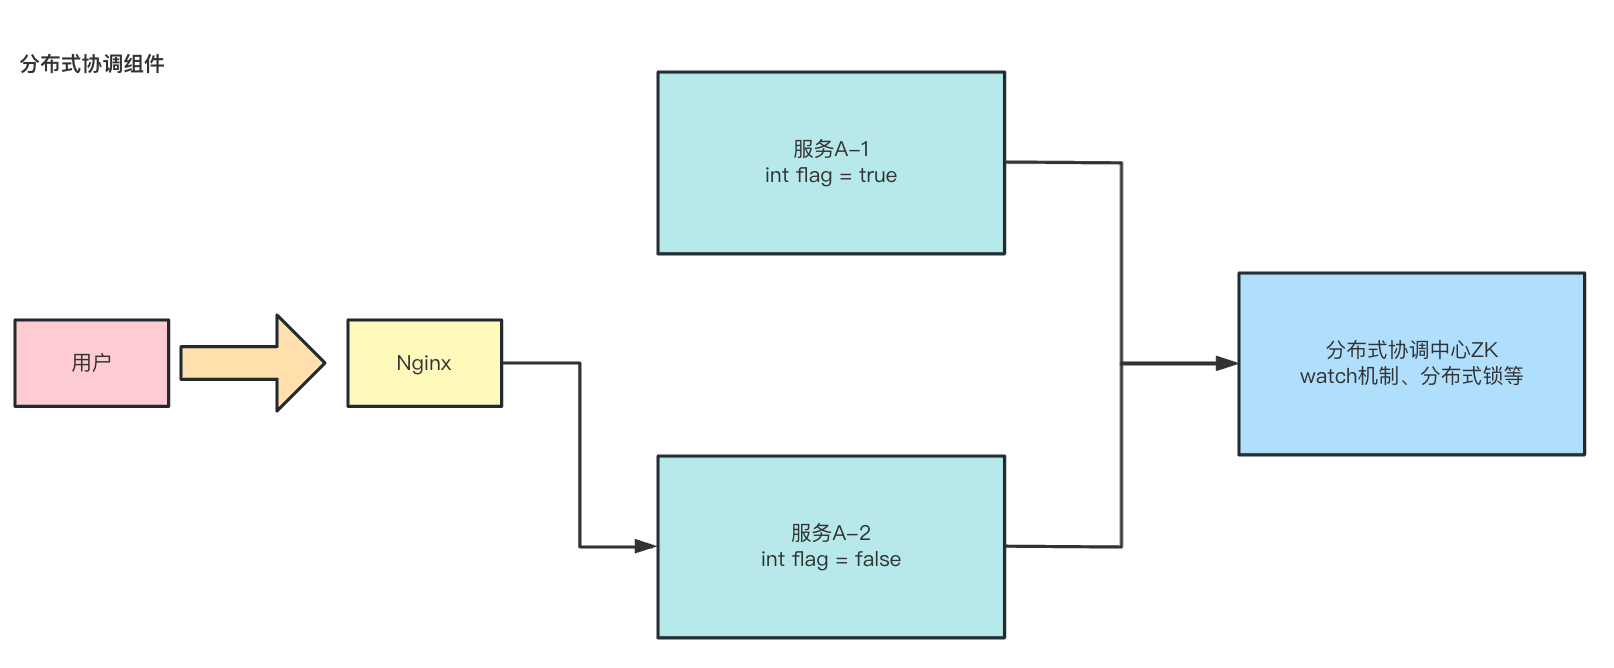 分布式协调组件
服务A-1
int flag = true
用户
Nginx
分布式协调中心ZK
watch机制、分布式锁等
服务A-2
int flag = false